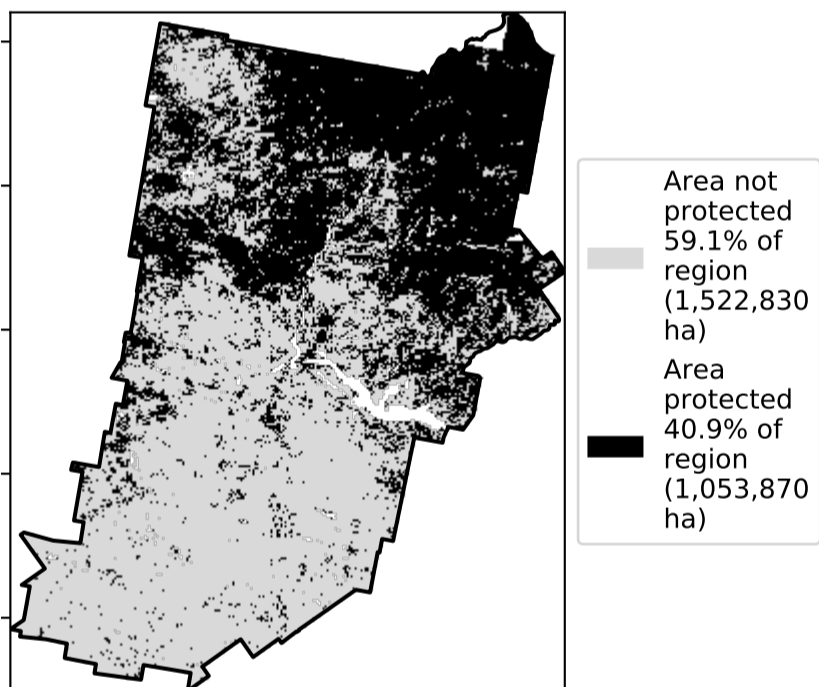 Area not
protected
59.1% of
region
(1,522,830
ha)
Area
protected
40.9% of
region
(1,053,870
ha)